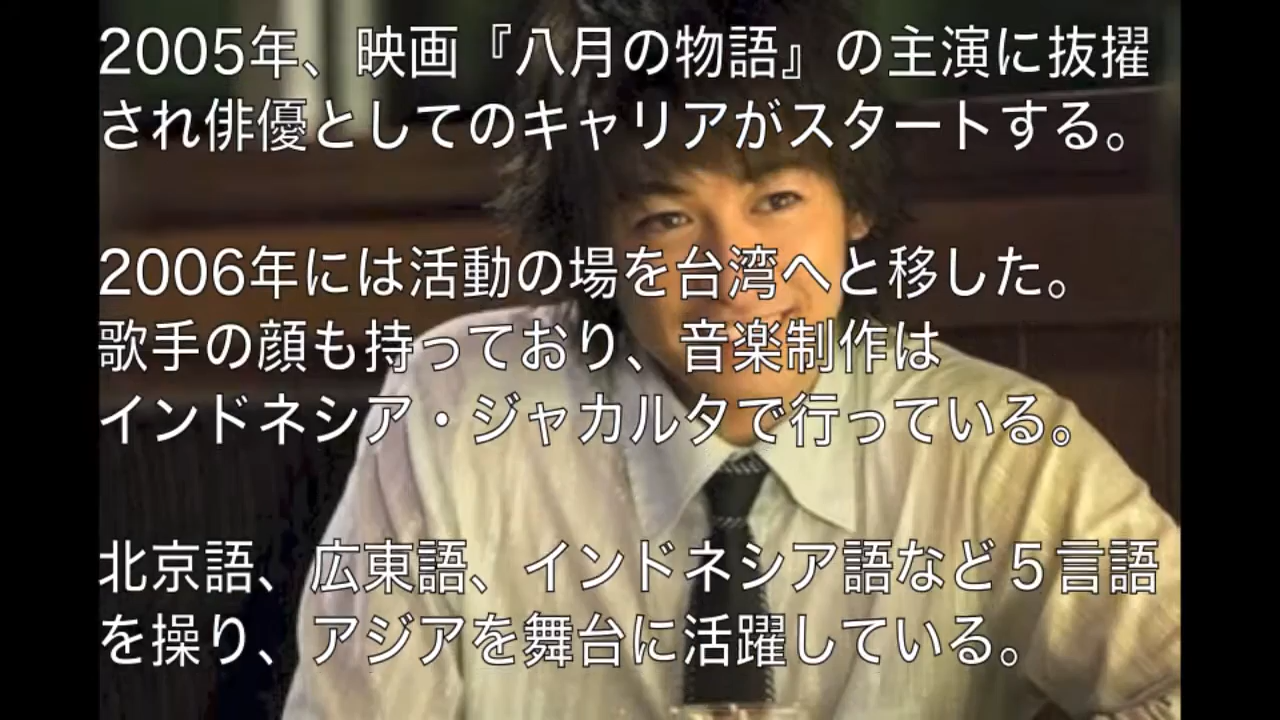 2005年、映画『八月の物語』の主演に抜擢
され俳優としてのキャリアがスタートする。
2006年には活動の場を台湾へと移した。
歌手の顔も持っており、音楽制作は
インドネシア・ジャカルタで行っている。
北京語、広東語、インドネシア語など５言語
を操り、アジアを舞台に活躍している。